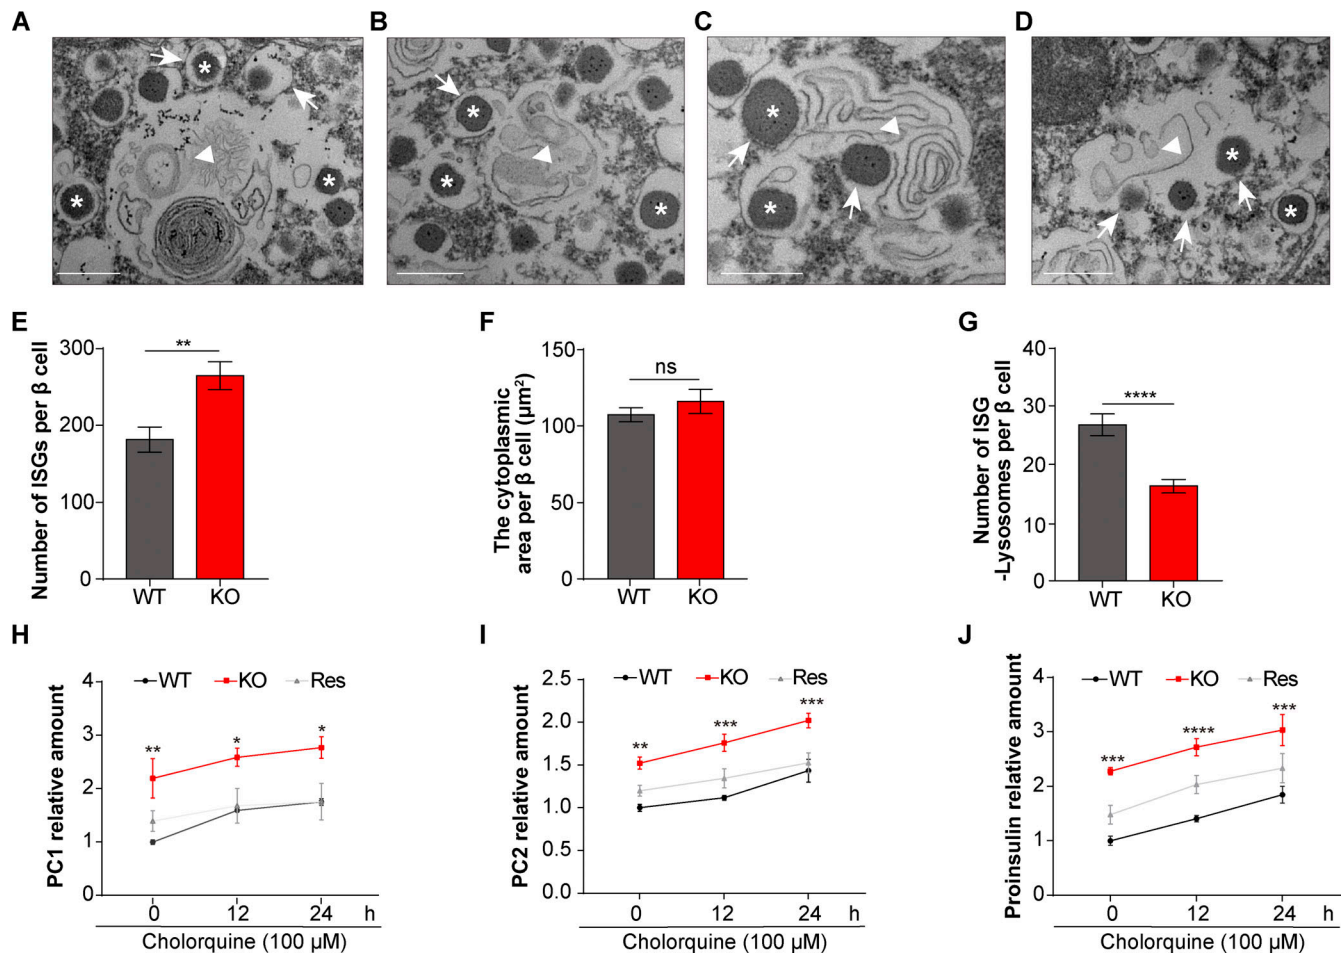 A
B
C
D
* * * *
* * *
* *
* *
E
300
200
100
0
Number of ISGs per β cell
**
WT
KO
F
150
100
50
0
The cytoplasmic
area per β cell (µm²)
ns
WT
KO
G
40
30
20
10
0
Number of ISG
-Lysosomes per β cell
****
WT
KO
H
WT KO Res
4
3
2
1
0
PC1 relative amount
** * *
0 12 24 h
Cholorquine (100 µM)
I
WT KO Res
2.5
2.0
1.5
1.0
0.5
0.0
PC2 relative amount
** *** ***
0 12 24 h
Cholorquine (100 µM)
J
WT KO Res
4
3
2
1
0
Proinsulin relative amount
*** **** ***
0 12 24 h
Cholorquine (100 µM)